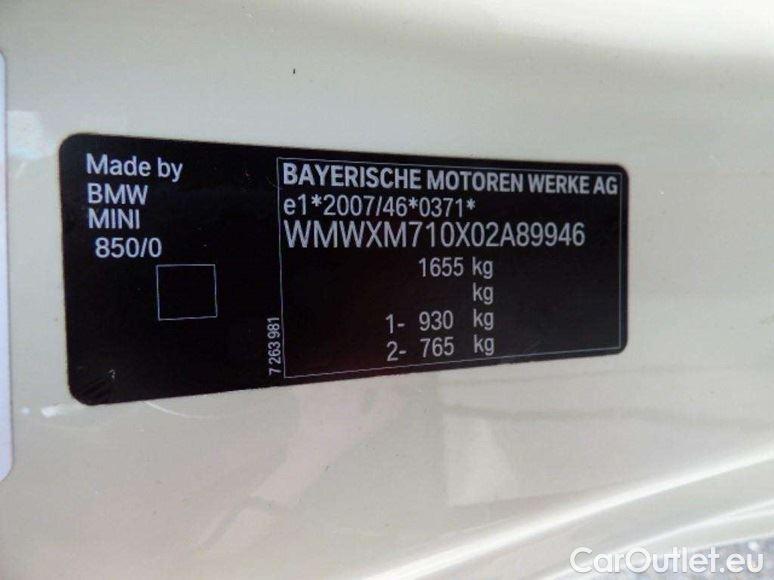 Made by
BMW
MINI
850/0
7 263 981
BAYERISCHE MOTOREN WERKE AG
e1*2007/46*0371*
WMWXM710X02A89946
1655 kg
kg
1- 930 kg
2- 765 kg
CarOutlet.eu